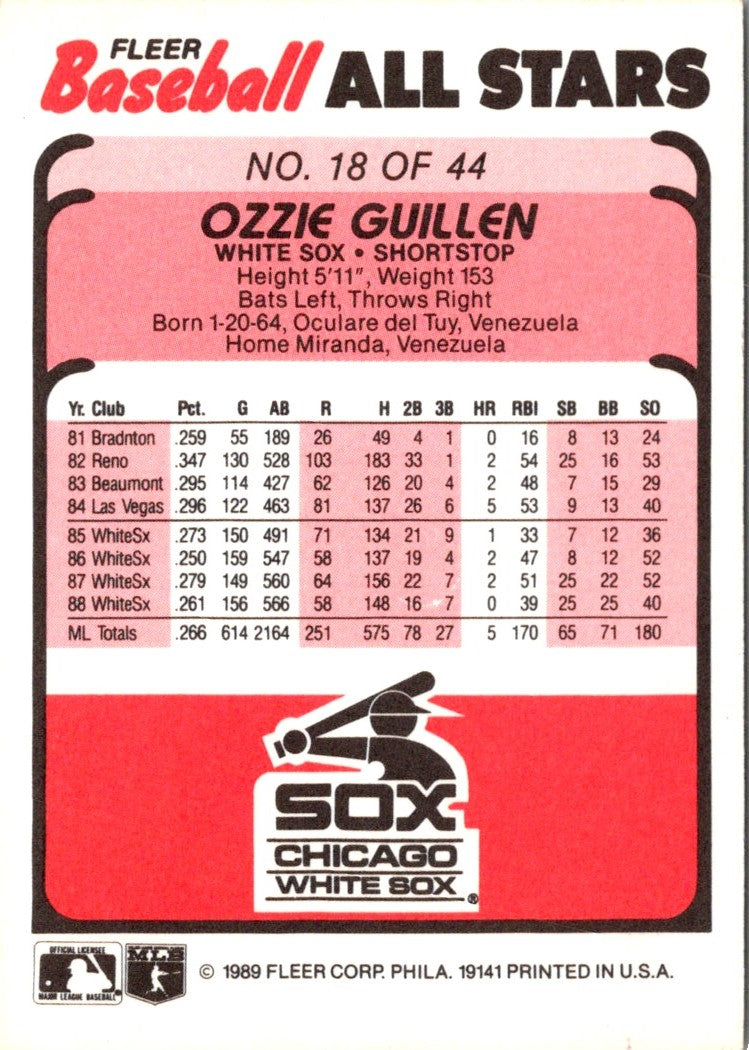 FLEER
Baseball ALL STARS
NO. 18 OF 44
OZZIE GUILLEN
WHITE SOX • SHORTSTOP
Height 5'11", Weight 153
Bats Left, Throws Right
Born 1-20-64, Oculare del Tuy, Venezuela
Home Miranda, Venezuela
Yr. Club Pct. G AB R H 2B 3B HR RBI SB BB SO
81 Bradnton .259 55 189 26 49 4 1 0 16 8 13 24
82 Reno .347 130 528 103 183 33 1 2 54 25 16 53
83 Beaumont .295 114 427 62 126 20 4 2 48 7 15 29
84 Las Vegas .296 122 463 81 137 26 6 5 53 9 13 40
85 WhiteSx .273 150 491 71 134 21 9 1 33 7 12 36
86 WhiteSx .250 159 547 58 137 19 4 2 47 8 12 52
87 WhiteSx .279 149 560 64 156 22 7 2 51 25 22 52
88 WhiteSx .261 156 566 58 148 16 7 0 39 25 25 40
ML Totals .266 614 2164 251 575 78 27 5 170 65 71 180
SOX
CHICAGO
WHITE SOX ®
OFFICIAL LICENSEE
MAJOR LEAGUE BASEBALL
MLB
© 1989 FLEER CORP. PHILA. 19141 PRINTED IN U.S.A.